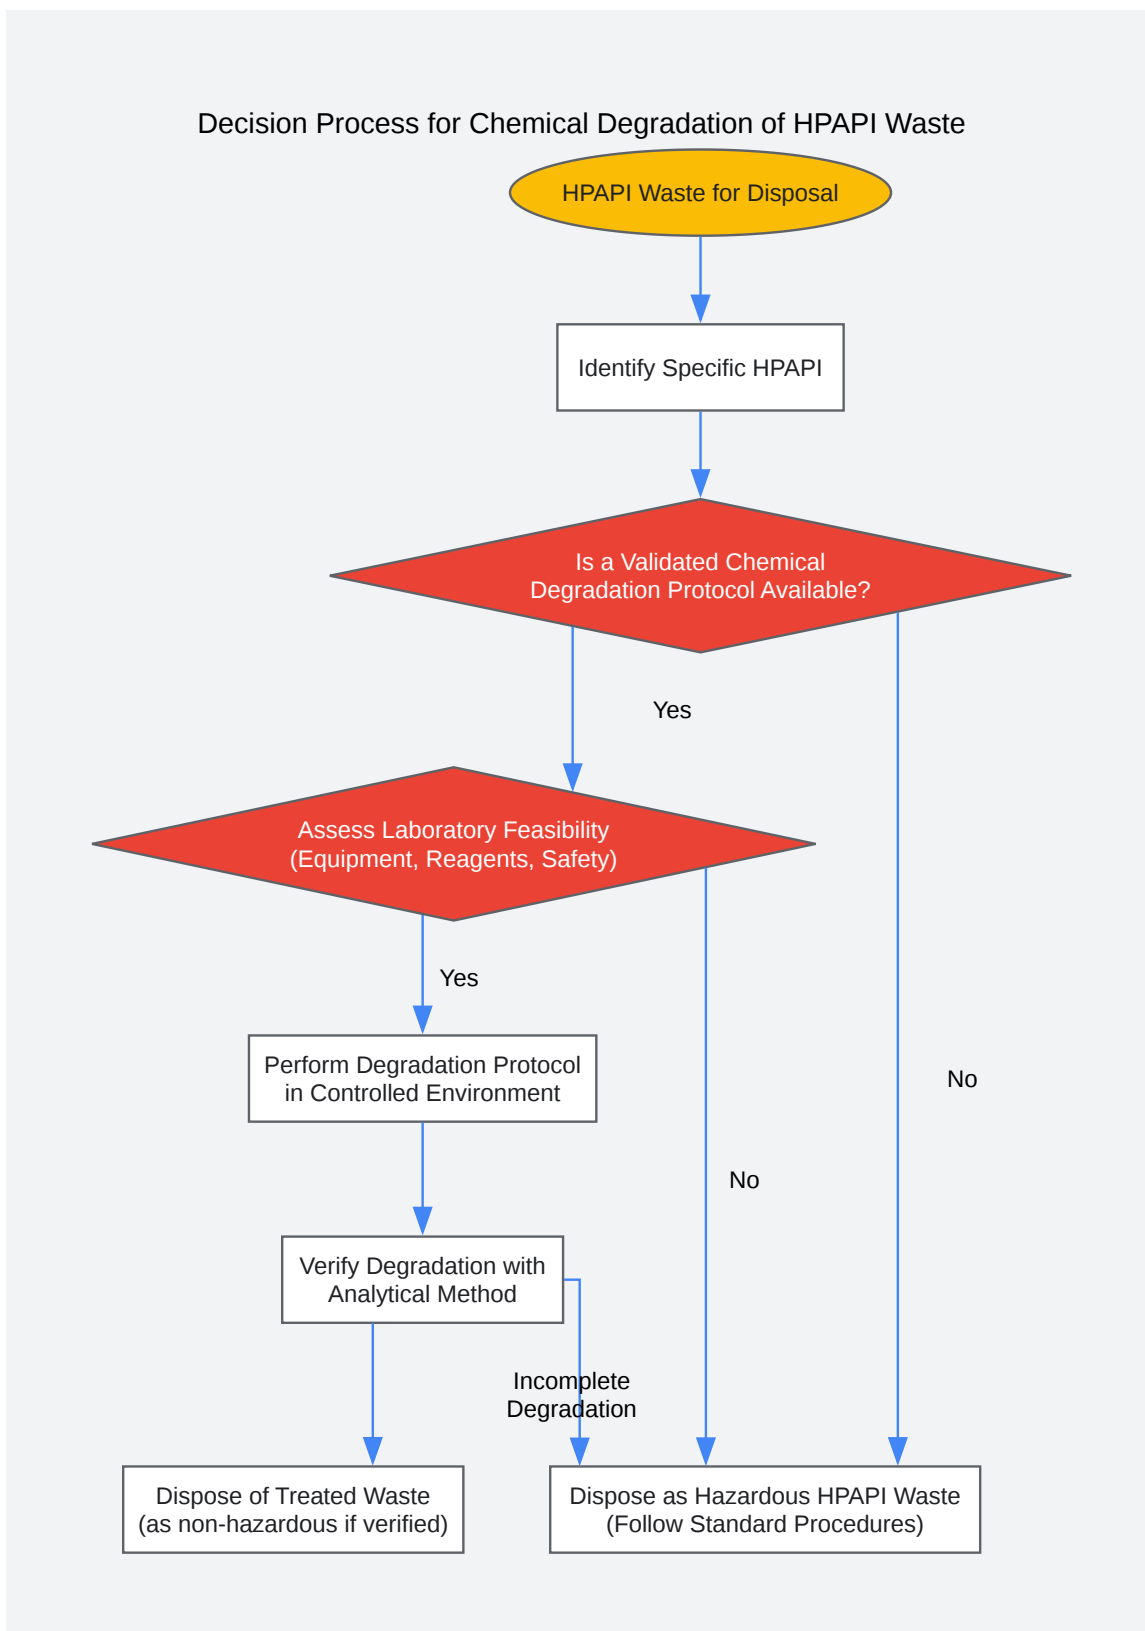 Decision Process for Chemical Degradation of HPAPI Waste
HPAPI Waste for Disposal
Identify Specific HPAPI
Is a Validated Chemical
Degradation Protocol Available?
Yes
Assess Laboratory Feasibility
(Equipment, Reagents, Safety)
Yes
Perform Degradation Protocol
in Controlled Environment
No
No
Verify Degradation with
Analytical Method
Incomplete
Degradation
Dispose of Treated Waste
(as non-hazardous if verified)
Dispose as Hazardous HPAPI Waste
(Follow Standard Procedures)